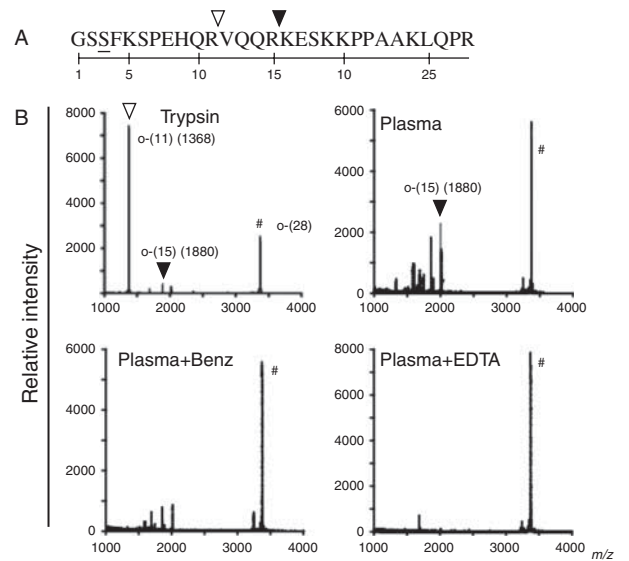 A
GSSFKSPEHQRVQQRKESKKPPAAKLQPR
1 5 10 15 10 25
B
Relative intensity
Trypsin
8000
6000
4000
2000
0
1000 2000 3000 4000
o-(11) (1368)
o-(15) (1880)
# o-(28)
Plasma
6000
4000
2000
0
1000 2000 3000 4000
o-(15) (1880)
#
Plasma+Benz
6000
4000
2000
0
1000 2000 3000 4000
#
Plasma+EDTA
8000
6000
4000
2000
0
1000 2000 3000 4000
#
m/z